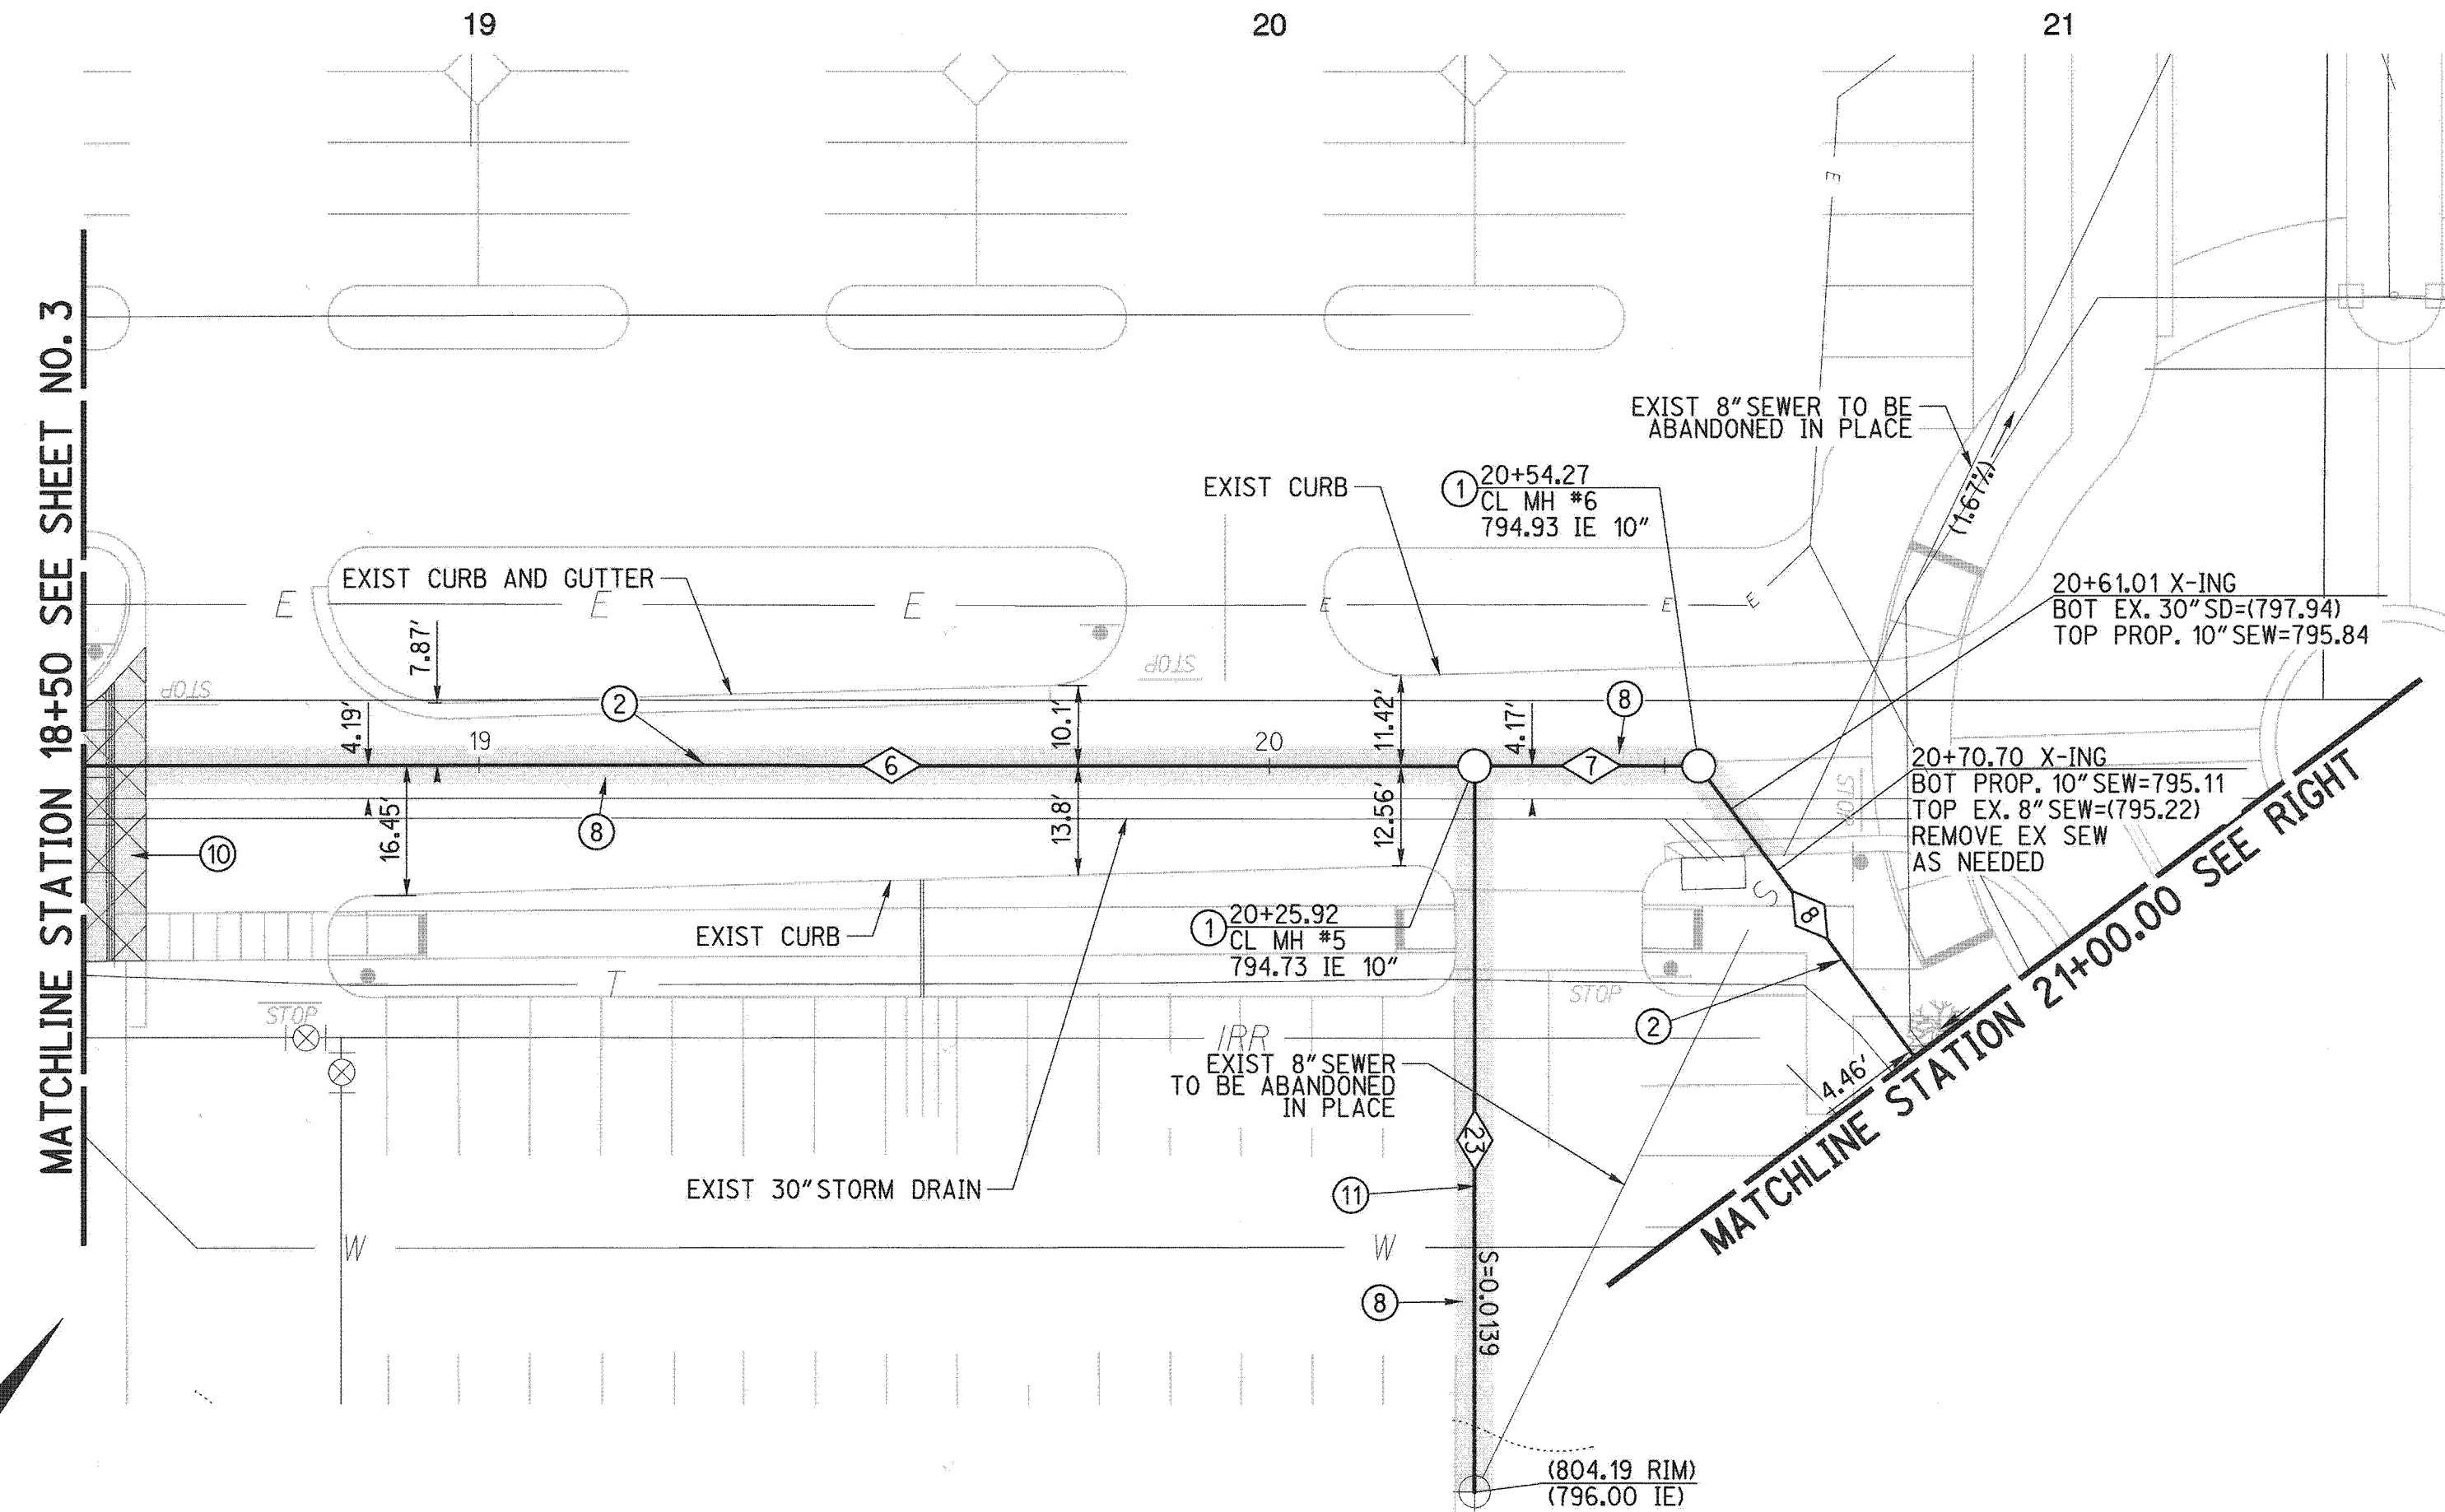 19
20
21
MATCHLINE STATION 18+50 SEE SHEET NO. 3
E
EXIST 8" SEWER TO BE
ABANDONED IN PLACE
(1.67%)
EXIST CURB
1
20+54.27
CL MH #6
794.93 IE 10"
EXIST CURB AND GUTTER
E
E
E
E
E
E
20+61.01 X-ING
BOT EX. 30" SD=(797.94)
TOP PROP. 10" SEW=795.84
7.87'
STOP
STOP
2
8
4.19'
10.1'
11.42'
4.17'
19
20
6
7
20+70.70 X-ING
BOT PROP. 10" SEW=795.11
TOP EX. 8" SEW=(795.22)
REMOVE EX SEW
AS NEEDED
STOP
16.45'
13.8'
12.56'
8
10
S
8
EXIST CURB
1
20+25.92
CL MH #5
794.73 IE 10"
T
STOP
STOP
2
IRR
EXIST 8" SEWER
TO BE ABANDONED
IN PLACE
4.46'
MATCHLINE STATION 21+00.00 SEE RIGHT
23
EXIST 30" STORM DRAIN
11
W
W
8
S=0.0139
(804.19 RIM)
(796.00 IE)